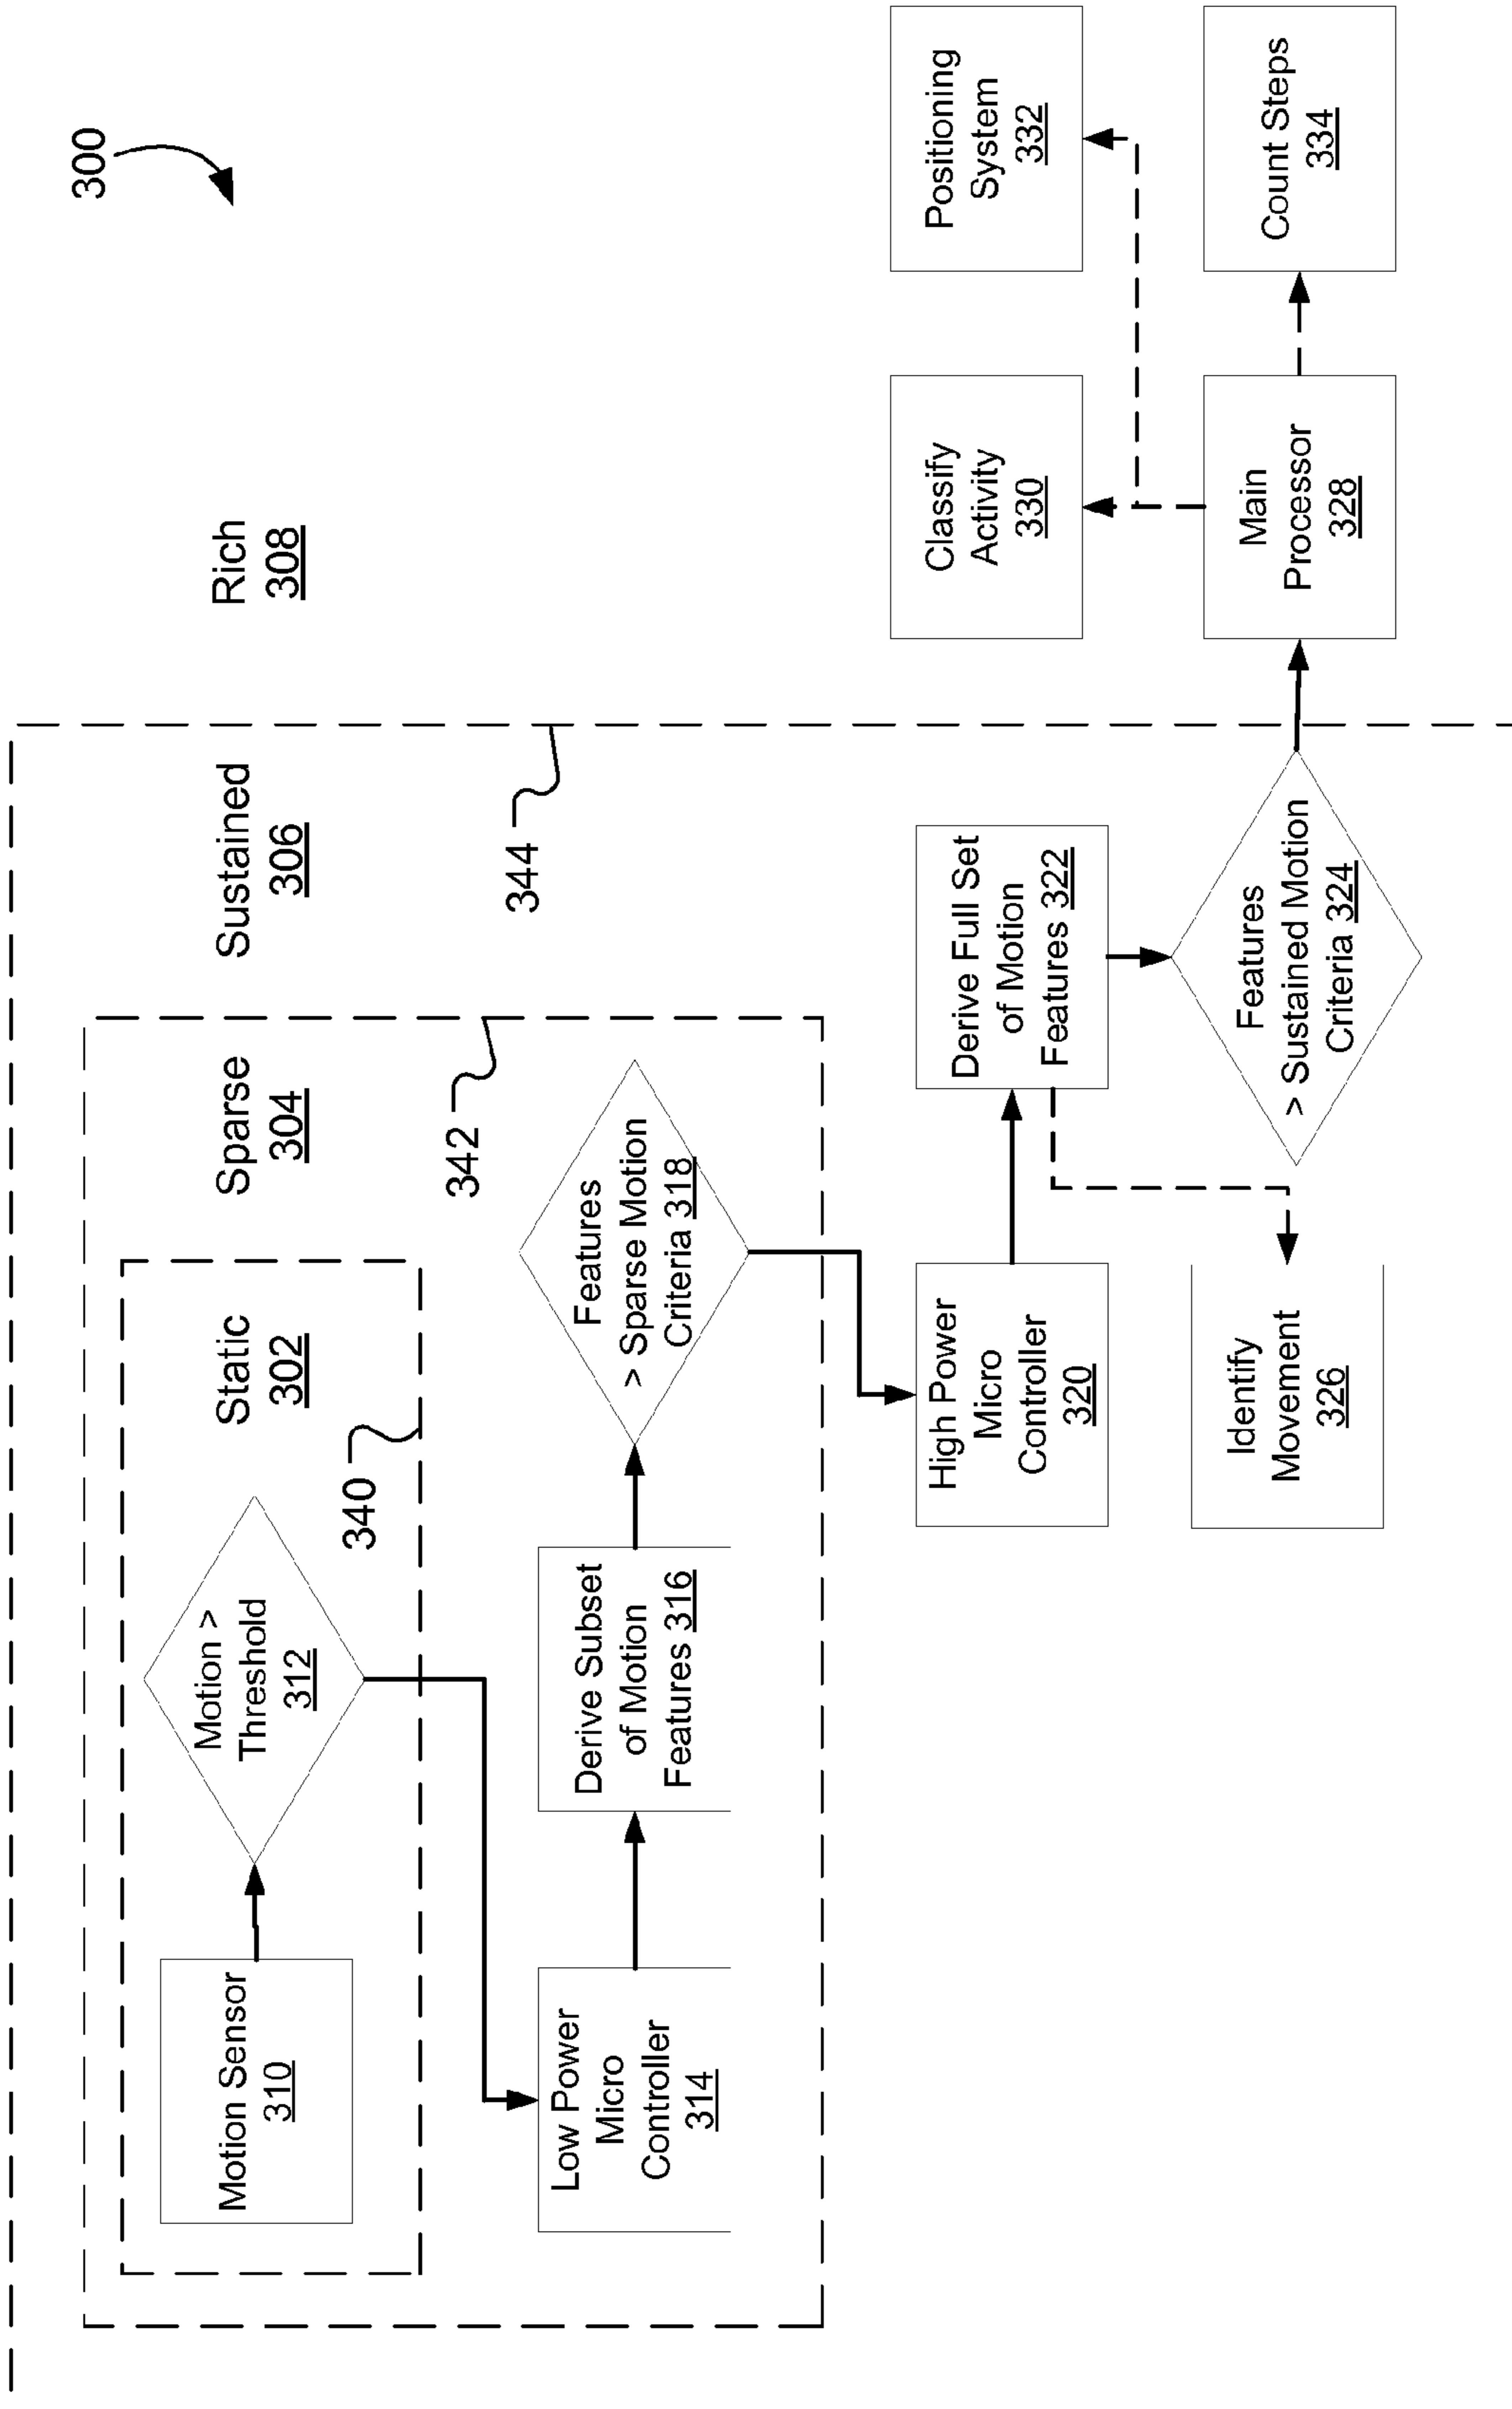 300
Static
302
Sparse
304
Sustained
306
Rich
308
Motion Sensor
310
Motion >
Threshold
312
340
Low Power
Micro
Controller
314
Derive Subset
of Motion
Features 316
Features
> Sparse Motion
Criteria 318
342
344
High Power
Micro
Controller
320
Derive Full Set
of Motion
Features 322
Identify
Movement
326
Features
> Sustained Motion
Criteria 324
Classify
Activity
330
Positioning
System
332
Main
Processor
328
Count Steps
334